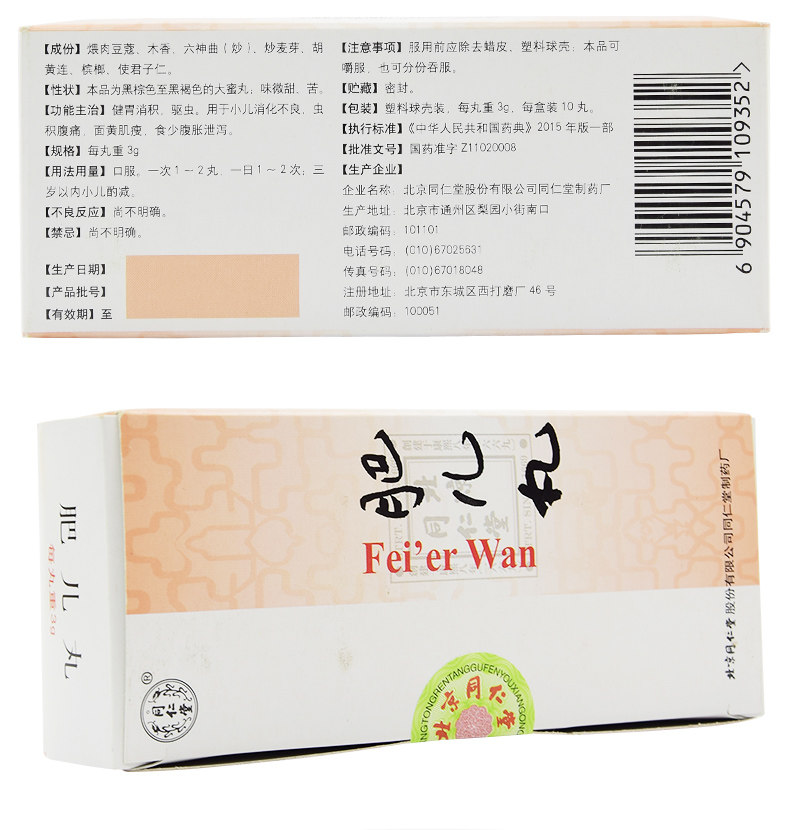 【成份】煨肉豆蔻、木香、六神曲(炒)、炒麦芽、胡
黄连、槟榔、使君子仁。
【性状】本品为黑棕色至黑褐色的大蜜丸，味微甜、苦。
【功能主治】健胃消积，驱虫。用于小儿消化不良，虫
积腹痛，面黄肌瘦，食少腹胀泄泻。
【规格】每丸重3g
【用法用量】口服。一次1～2丸，一日1～2次；三
岁以内小儿酌减。
【不良反应】尚不明确。
【禁忌】尚不明确。
【生产日期】
【产品批号】
【有效期】至
【注意事项】服用前应除去蜡皮、塑料球壳，本品可
嚼服，也可分份吞服。
【贮藏】密封。
【包装】塑料球壳装，每丸重3g，每盒装10丸。
【执行标准】《中华人民共和国药典》2015年版一部
【批准文号】国药准字Z11020008
【生产企业】
企业名称：北京同仁堂股份有限公司同仁堂制药厂
生产地址：北京市通州区梨园小街南口
邮政编码：101101
电话号码：(010)67025631
传真号码：(010)67018048
注册地址：北京市东城区西打磨厂46号
邮政编码：100051
6 904579 109352 >
肥儿丸
每丸重3g
同仁堂
®
肥儿丸
Fei'er Wan
北京
同仁堂
北京同仁堂股份有限公司同仁堂制药厂
北京同仁堂